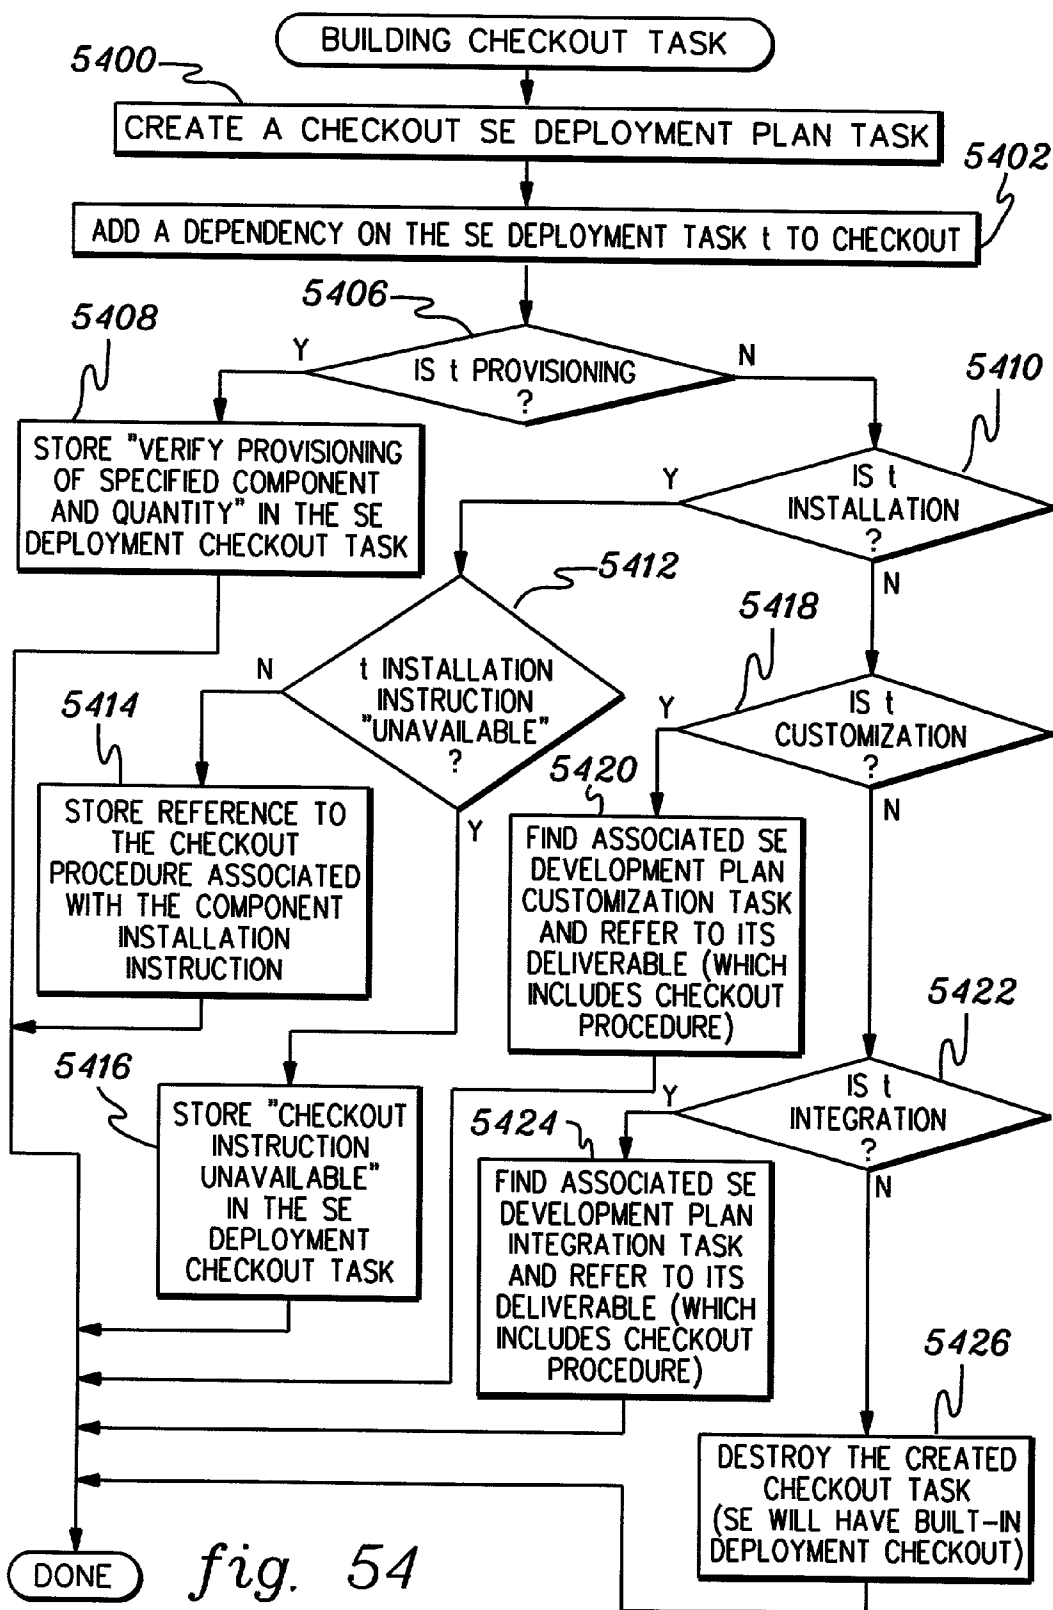 BUILDING CHECKOUT TASK
5400
CREATE A CHECKOUT SE DEPLOYMENT PLAN TASK
5402
ADD A DEPENDENCY ON THE SE DEPLOYMENT TASK t TO CHECKOUT
5406
5408
Y
IS t PROVISIONING
?
N
5410
STORE "VERIFY PROVISIONING
OF SPECIFIED COMPONENT
AND QUANTITY" IN THE SE
DEPLOYMENT CHECKOUT TASK
Y
IS t
INSTALLATION
?
N
5412
5418
N
t INSTALLATION
INSTRUCTION
"UNAVAILABLE"
?
Y
5414
Y
IS t
CUSTOMIZATION
?
N
5420
STORE REFERENCE TO
THE CHECKOUT
PROCEDURE ASSOCIATED
WITH THE COMPONENT
INSTALLATION
INSTRUCTION
FIND ASSOCIATED SE
DEVELOPMENT PLAN
CUSTOMIZATION TASK
AND REFER TO ITS
DELIVERABLE (WHICH
INCLUDES CHECKOUT
PROCEDURE)
5422
5416
Y
IS t
INTEGRATION
?
N
5424
STORE "CHECKOUT
INSTRUCTION
UNAVAILABLE"
IN THE SE
DEPLOYMENT
CHECKOUT TASK
FIND ASSOCIATED SE
DEVELOPMENT PLAN
INTEGRATION TASK
AND REFER TO ITS
DELIVERABLE (WHICH
INCLUDES CHECKOUT
PROCEDURE)
5426
DESTROY THE CREATED
CHECKOUT TASK
(SE WILL HAVE BUILT-IN
DEPLOYMENT CHECKOUT)
DONE
fig. 54